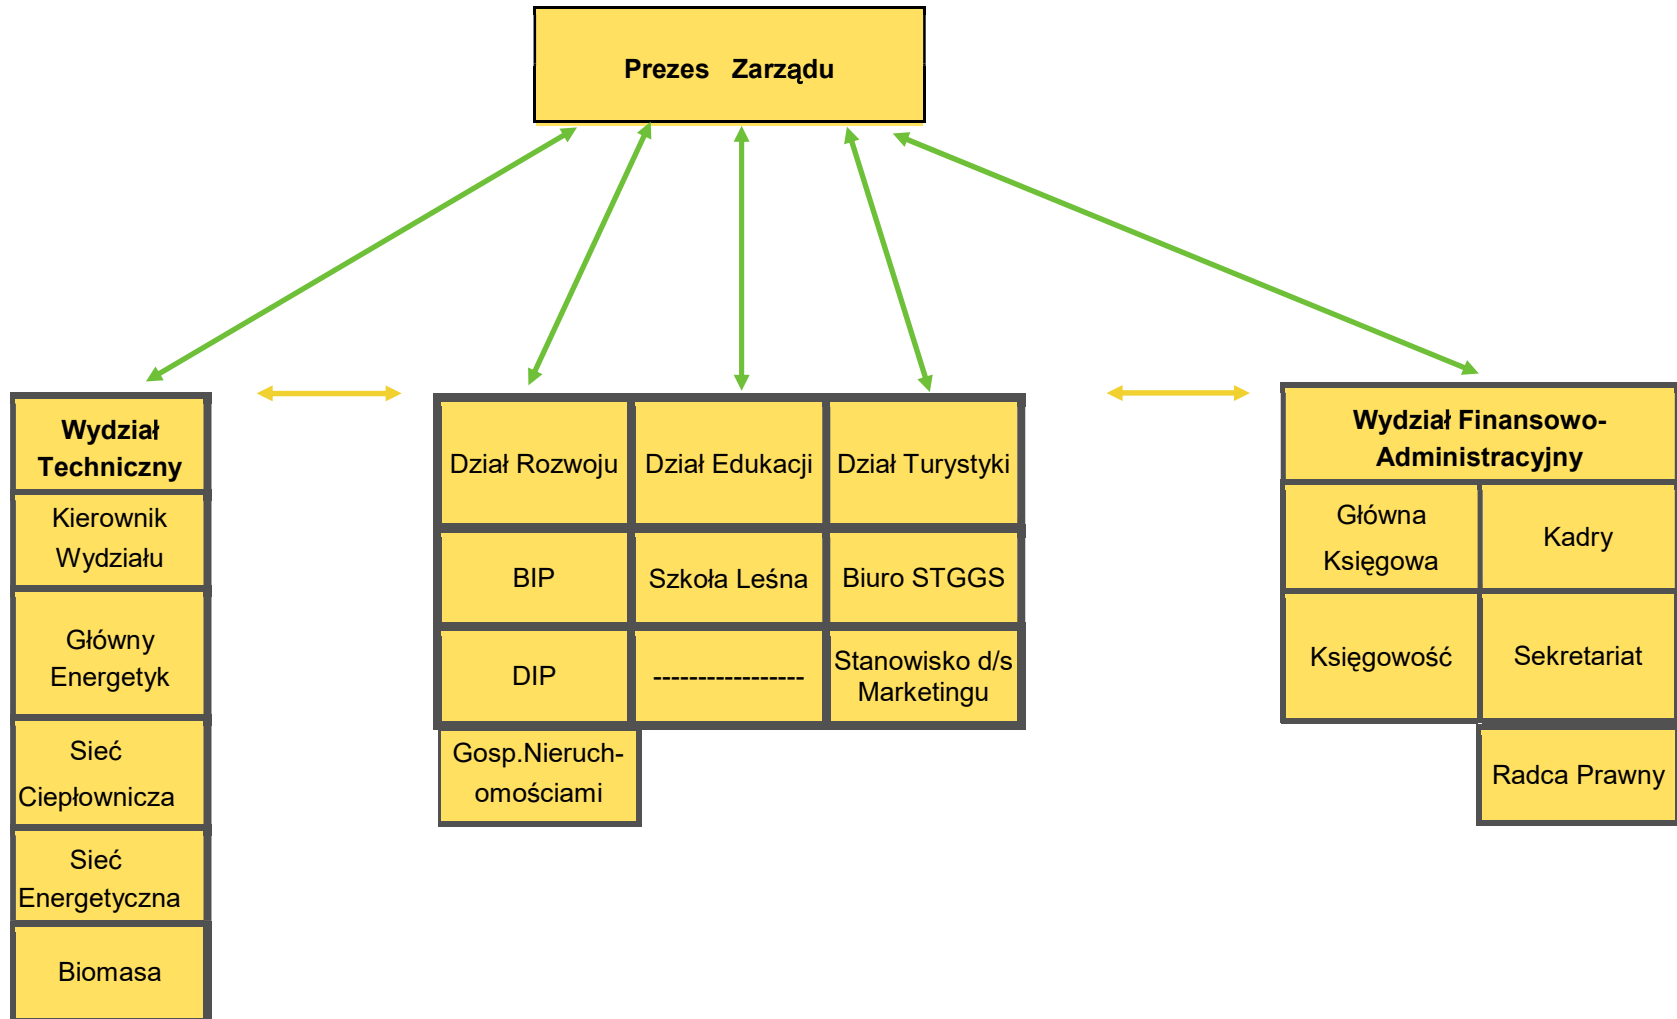 Prezes Zarządu
Wydział
Techniczny
Kierownik
Wydziału
Główny
Energetyk
Sieć
Ciepłownicza
Sieć
Energetyczna
Biomasa
Dział Rozwoju
Dział Edukacji
Dział Turystyki
BIP
Szkoła Leśna
Biuro STGGS
DIP
-----------------
Stanowisko d/s
Marketingu
Gosp.Nieruch-
omościami
Wydział Finansowo-
Administracyjny
Główna
Księgowa
Kadry
Księgowość
Sekretariat
Radca Prawny